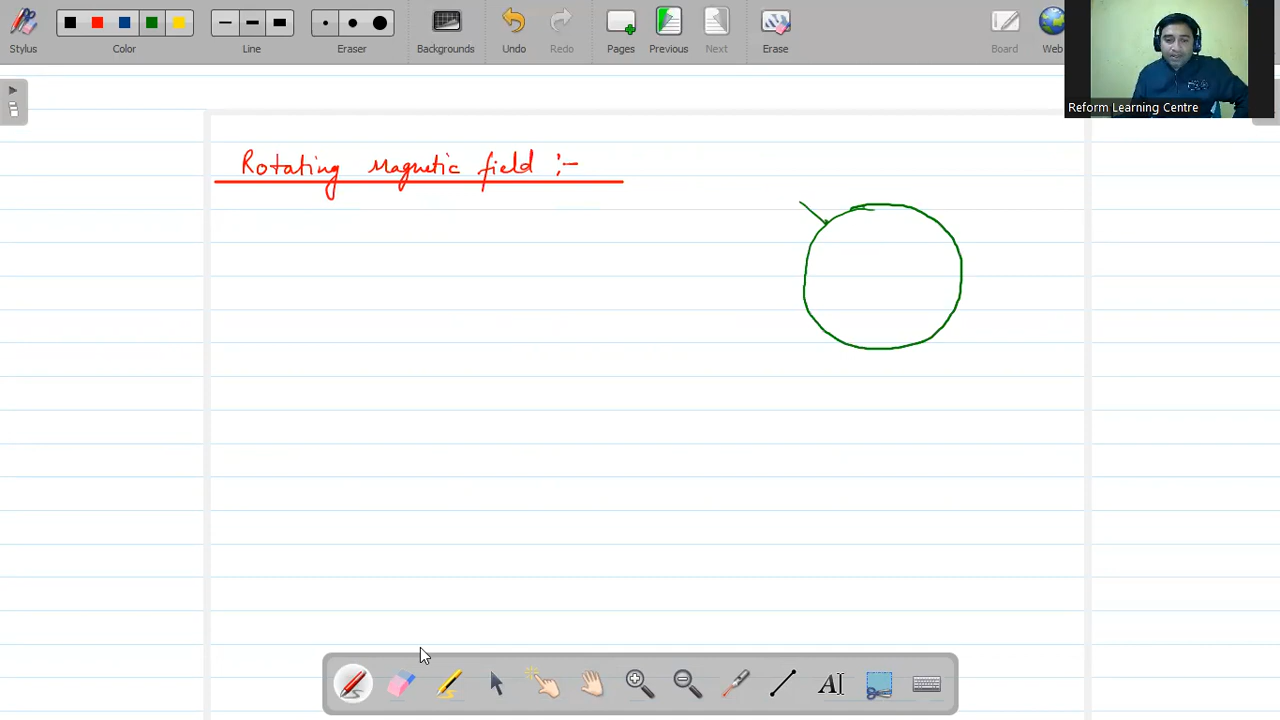 Stylus Color Line Eraser Backgrounds Undo Redo Pages Previous Next Erase Board Web
Reform Learning Centre
Rotating Magnetic field :-